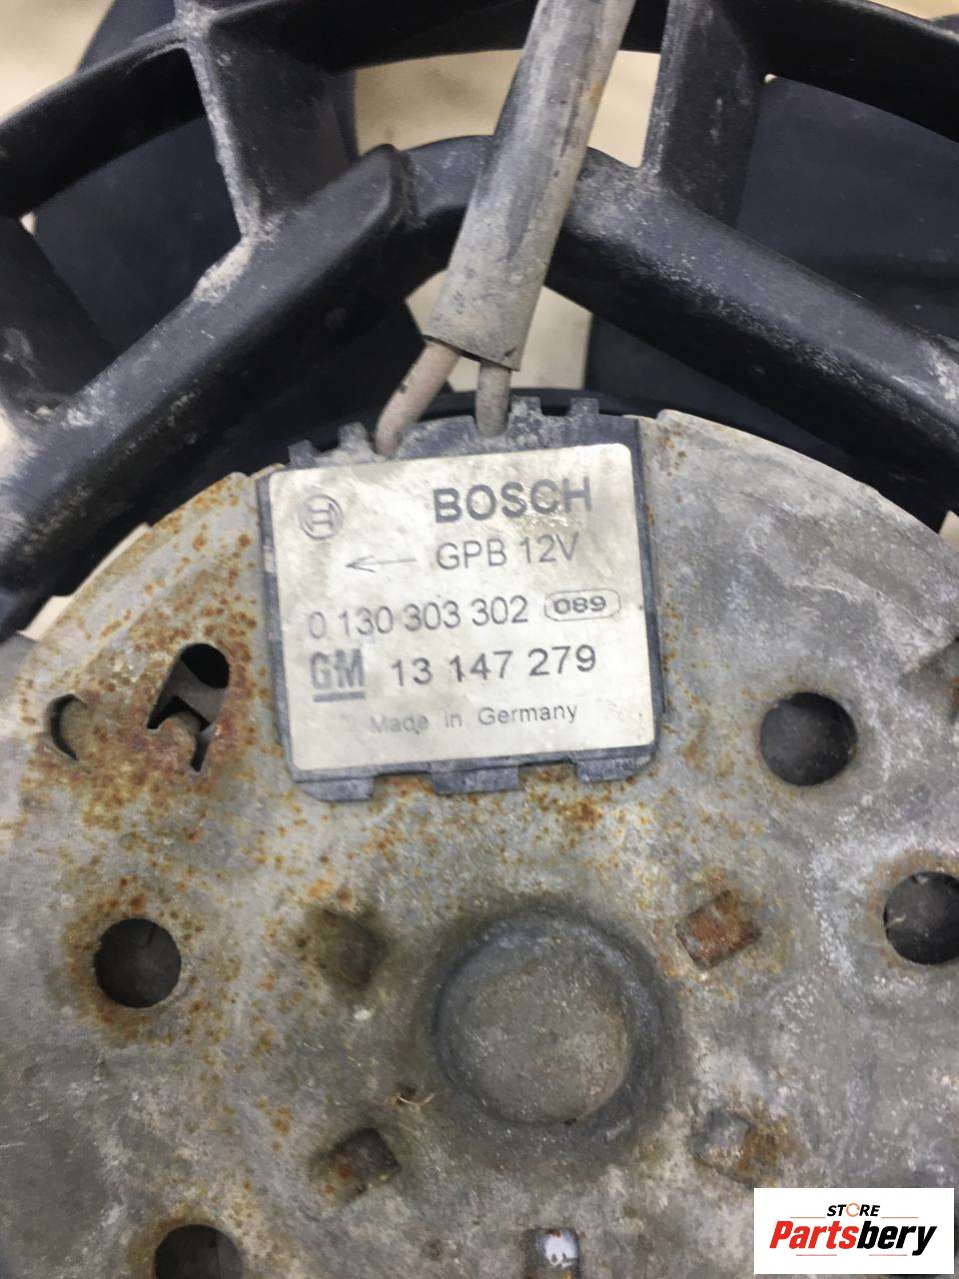 BOSCH
GPB 12V
0 130 303 302 089
GM 13 147 279
Made in Germany
STORE
Partsbery